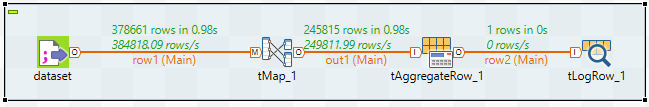 378661 rows in 0.98s
384818.09 rows/s
row1 (Main)
245815 rows in 0.98s
249811.99 rows/s
out1 (Main)
1 rows in 0s
0 rows/s
row2 (Main)
O M O I O I
dataset
tMap_1
tAggregateRow_1
tLogRow_1